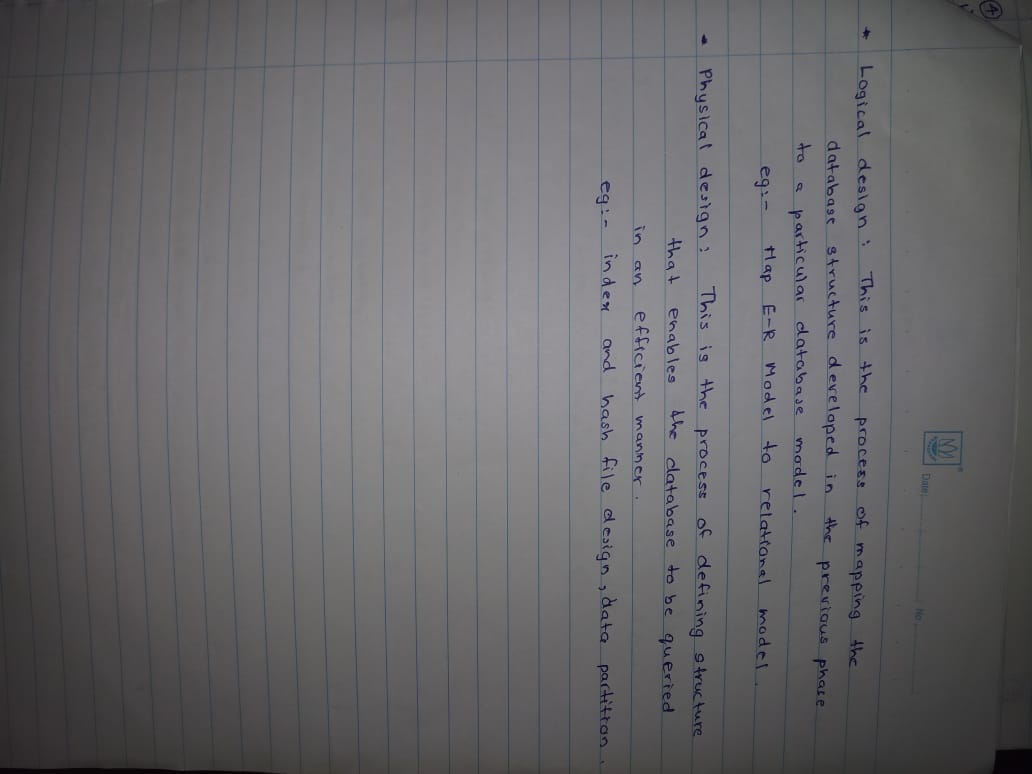 ④
Date: No:
* Logical design : This is the process of mapping the
database structure developed in the previous phase
to a particular database model.
eg:- Map E-R Model to relational model.
• Physical design : This is the process of defining structure
that enables the database to be queried
in an efficient manner.
eg:- index and hash file design, data partition.